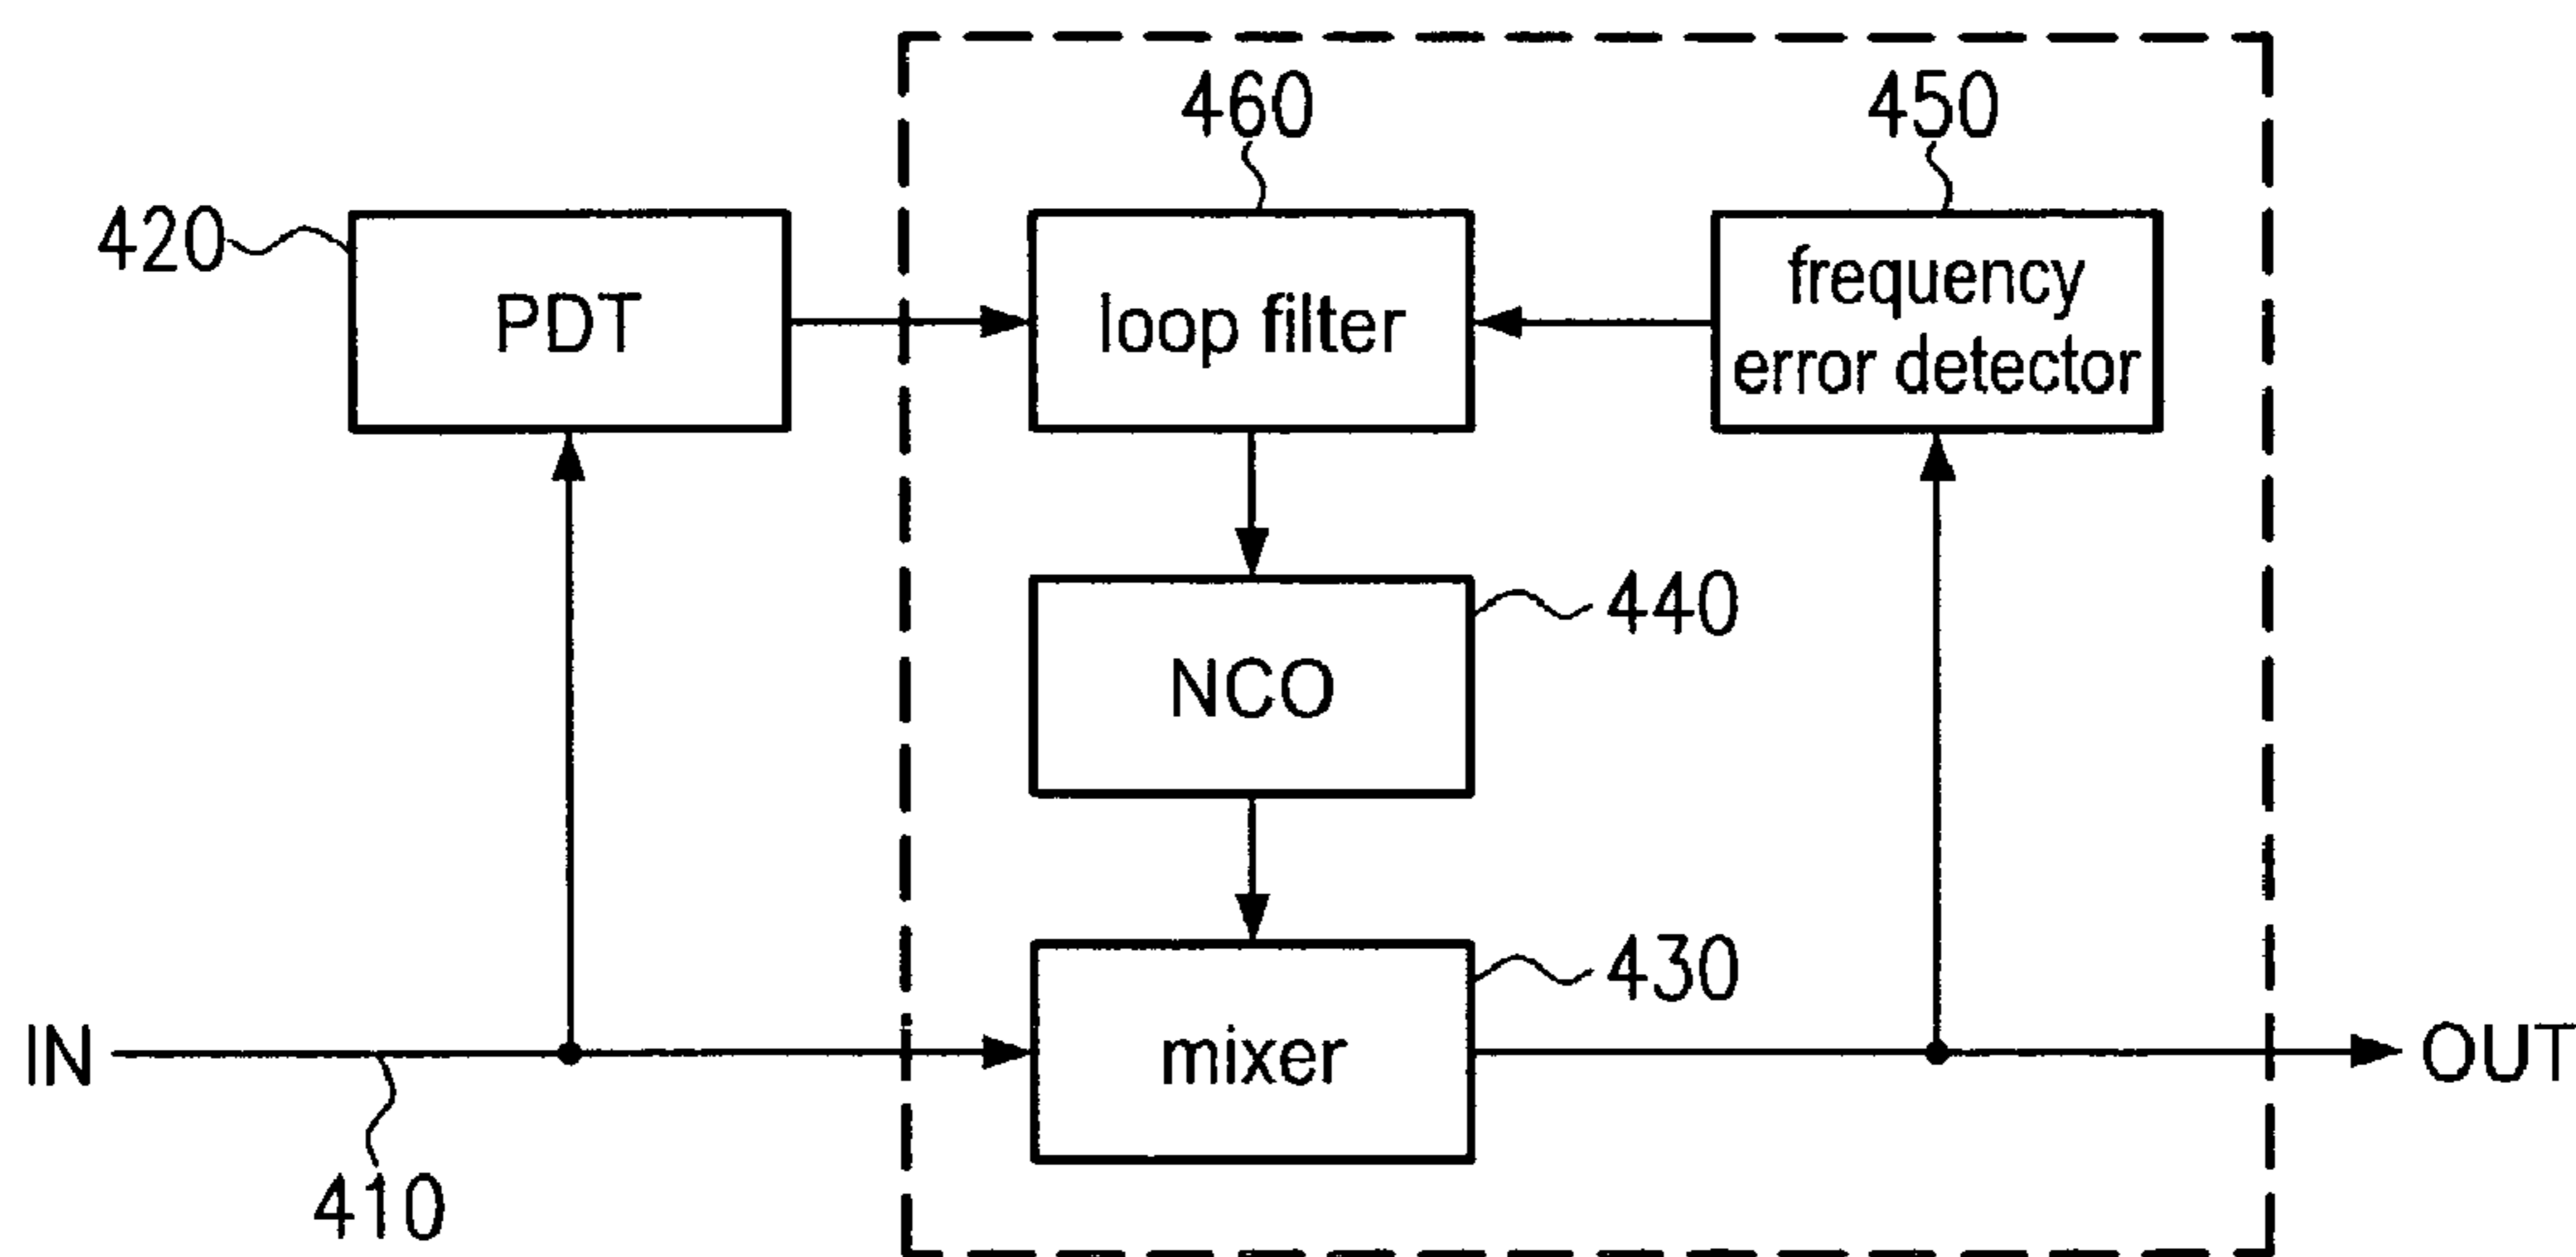 460
450
420
PDT
loop filter
frequency
error detector
440
NCO
430
IN
mixer
OUT
410